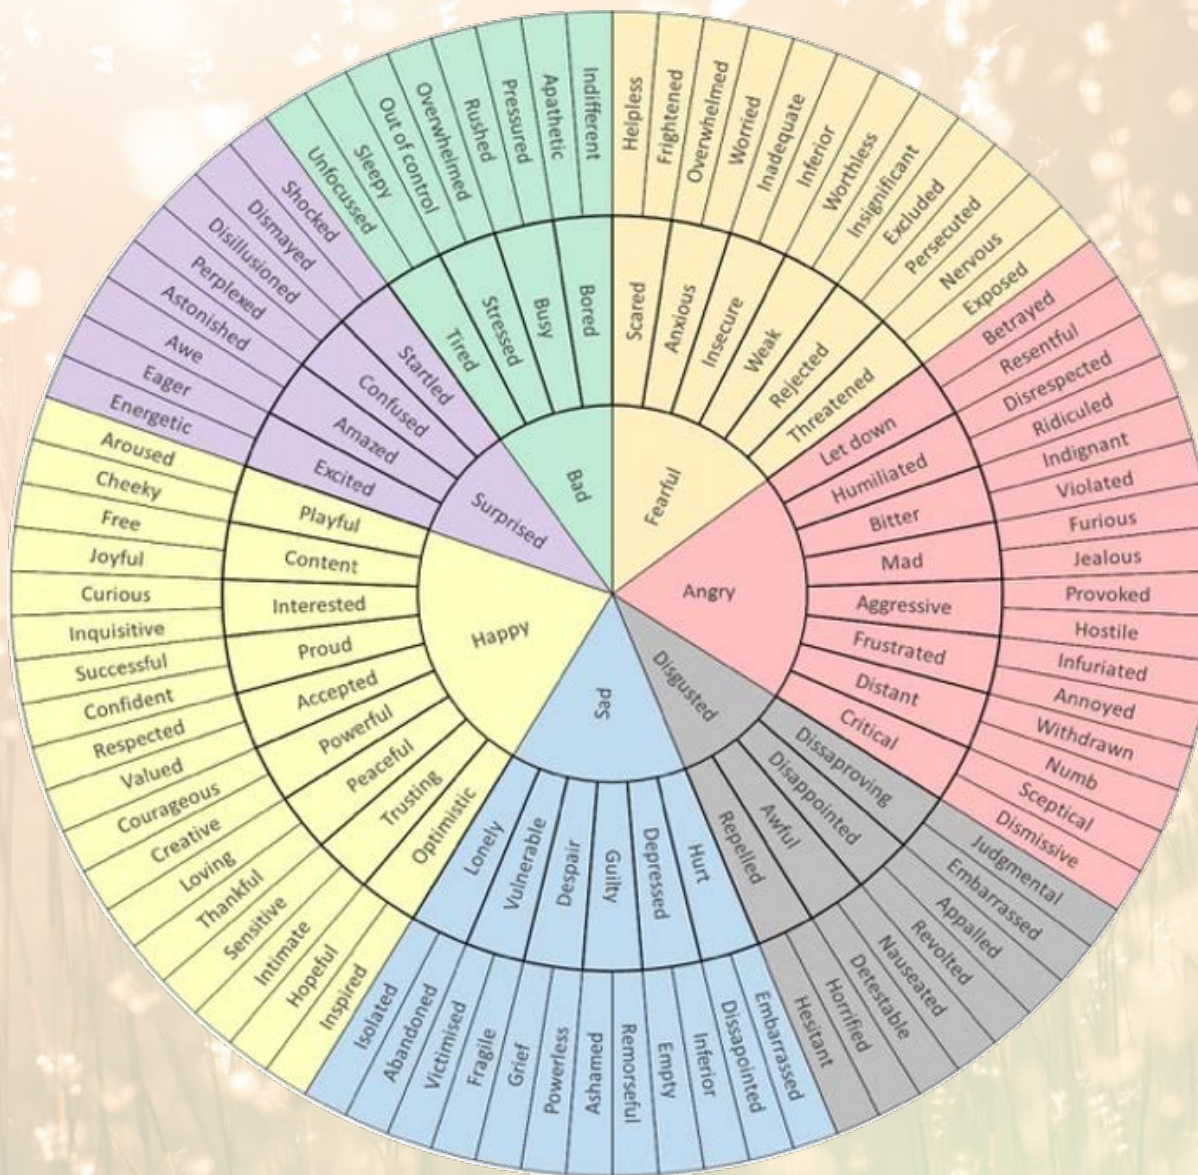 Fearful
Angry
Disgusted
Sad
Happy
Surprised
Bad
Scared
Anxious
Insecure
Weak
Rejected
Threatened
Let down
Humiliated
Bitter
Mad
Aggressive
Frustrated
Distant
Critical
Dissaproving
Disappointed
Awful
Repelled
Hurt
Depressed
Guilty
Despair
Vulnerable
Lonely
Optimistic
Trusting
Peaceful
Powerful
Accepted
Proud
Interested
Content
Playful
Excited
Amazed
Confused
Startled
Tired
Stressed
Busy
Bored
Helpless
Frightened
Overwhelmed
Worried
Inadequate
Inferior
Worthless
Insignificant
Excluded
Persecuted
Nervous
Exposed
Betrayed
Resentful
Disrespected
Ridiculed
Indignant
Violated
Furious
Jealous
Provoked
Hostile
Infuriated
Annoyed
Withdrawn
Numb
Sceptical
Dismissive
Judgmental
Embarrassed
Appalled
Revolted
Nauseated
Detestable
Horrified
Hesitant
Embarrassed
Dissapointed
Inferior
Empty
Remorseful
Ashamed
Powerless
Grief
Fragile
Victimised
Abandoned
Isolated
Inspired
Hopeful
Intimate
Sensitive
Thankful
Loving
Creative
Courageous
Valued
Respected
Confident
Successful
Inquisitive
Curious
Joyful
Free
Cheeky
Aroused
Energetic
Eager
Awe
Astonished
Perplexed
Disillusioned
Dismayed
Shocked
Unfocussed
Sleepy
Out of control
Overwhelmed
Rushed
Pressured
Apathetic
Indifferent